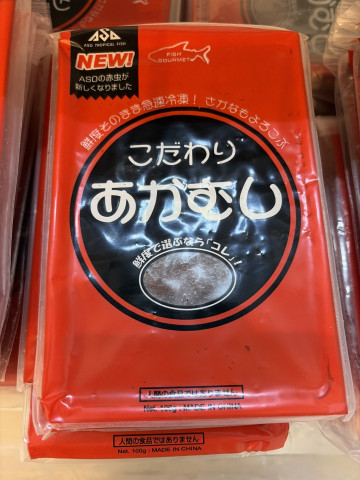 ASO
ASO TROPICAL FISH
NEW!
ASOの赤虫が
新しくなりました
FISH
GOURMET
鮮度そのまま急速冷凍！さかなもよろこぶ
こだわり
あかむし
鮮度で選ぶなら「コレ」！
人間の食品ではありません
Net. 100g - MADE IN CHINA
人間の食品ではありません
Net. 100g - MADE IN CHINA